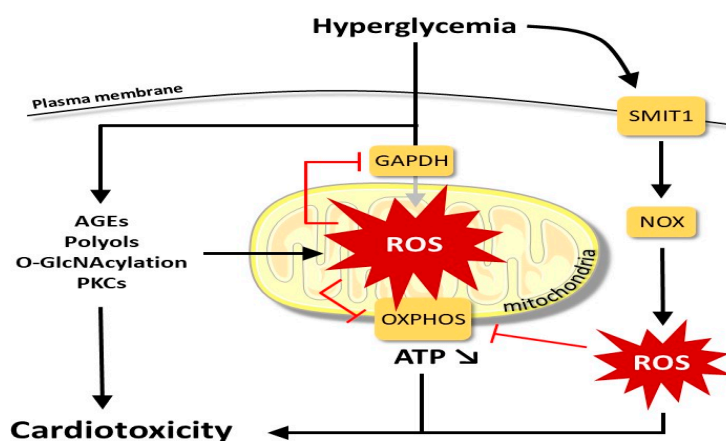 Hyperglycemia
Plasma membrane
SMIT1
GAPDH
AGEs
Polyols
O-GlcNAcylation
PKCs
ROS
NOX
mitochondria
OXPHOS
ATP ↘
ROS
Cardiotoxicity